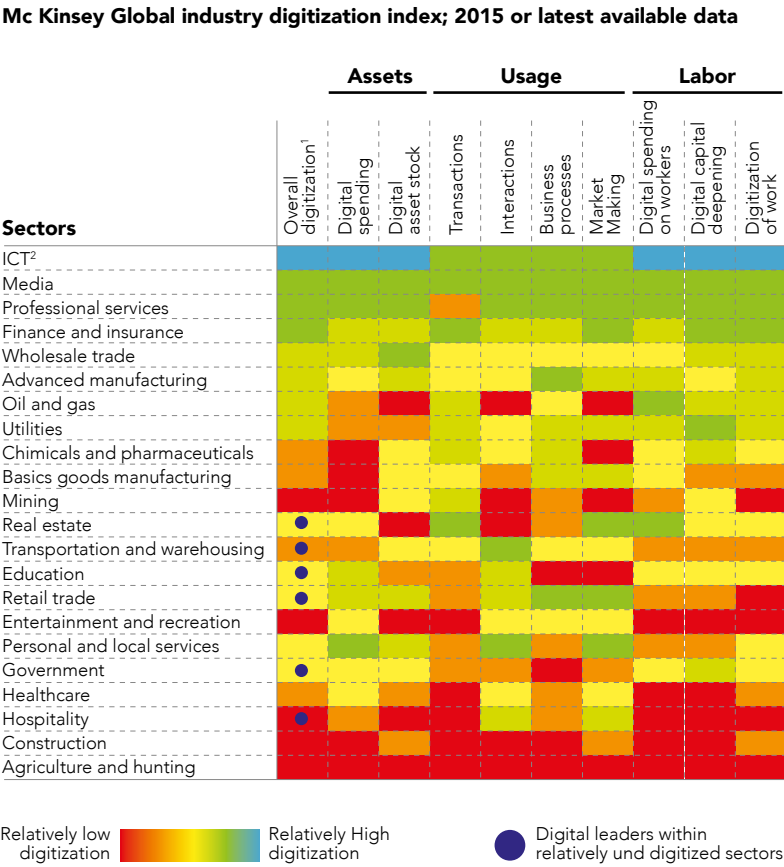 Mc Kinsey Global industry digitization index; 2015 or latest available data
Assets
Usage
Labor
Sectors
Overall
digitization¹
Digital
spending
Digital
asset stock
Transactions
Interactions
Business
processes
Market
Making
Digital spending
on workers
Digital capital
deepening
Digitization
of work
ICT²
Media
Professional services
Finance and insurance
Wholesale trade
Advanced manufacturing
Oil and gas
Utilities
Chimicals and pharmaceuticals
Basics goods manufacturing
Mining
Real estate
Transportation and warehousing
Education
Retail trade
Entertainment and recreation
Personal and local services
Government
Healthcare
Hospitality
Construction
Agriculture and hunting
Relatively low
digitization
Relatively High
digitization
Digital leaders within
relatively und digitized sectors